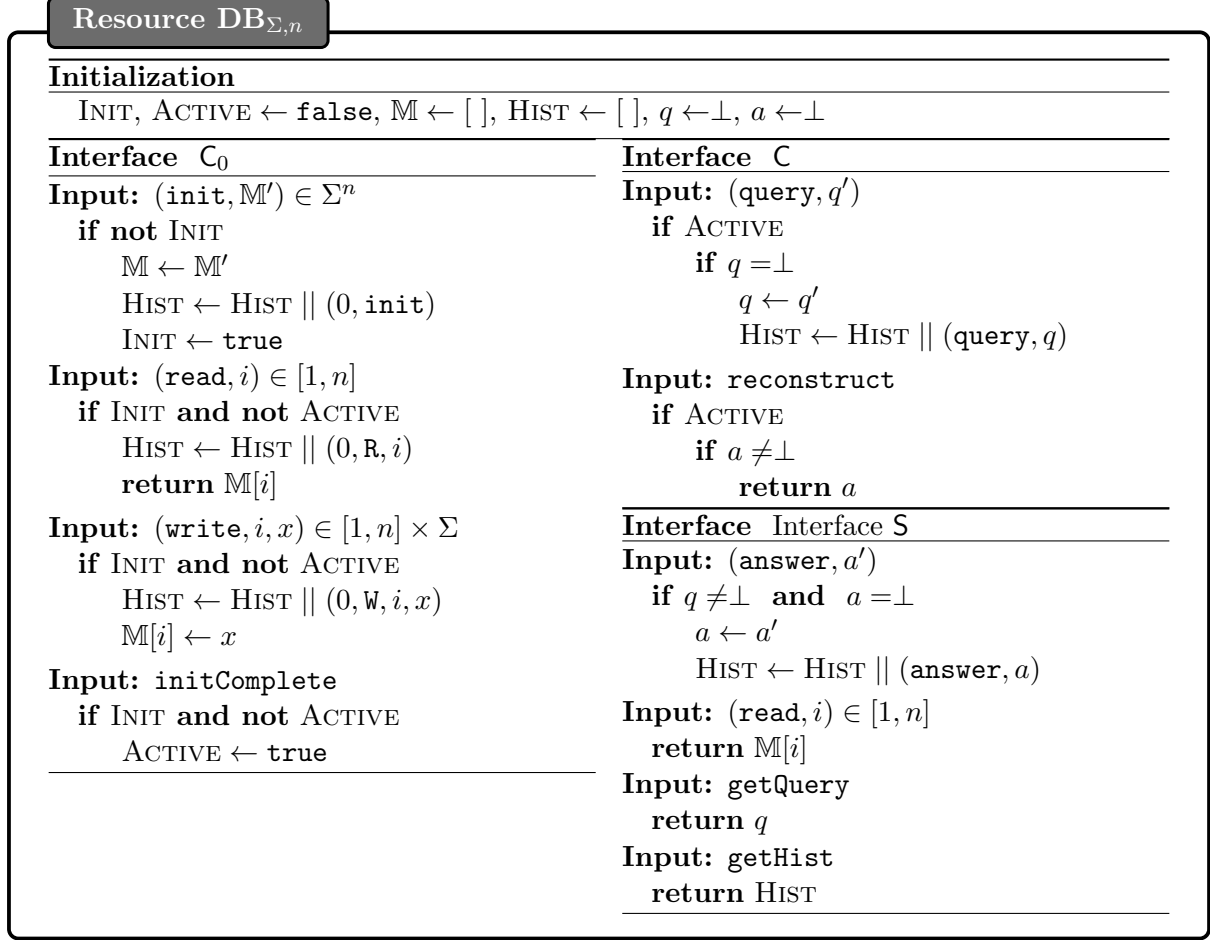 Resource DB_{Σ,n}
Initialization
INIT, ACTIVE ← false, 𝕄 ← [ ], HIST ← [ ], q ←⊥, a ←⊥
Interface C₀
Input: (init, 𝕄′) ∈ Σⁿ
if not INIT
𝕄 ← 𝕄′
HIST ← HIST || (0, init)
INIT ← true
Input: (read, i) ∈ [1, n]
if INIT and not ACTIVE
HIST ← HIST || (0, R, i)
return 𝕄[i]
Input: (write, i, x) ∈ [1, n] × Σ
if INIT and not ACTIVE
HIST ← HIST || (0, W, i, x)
𝕄[i] ← x
Input: initComplete
if INIT and not ACTIVE
ACTIVE ← true
Interface C
Input: (query, q′)
if ACTIVE
if q =⊥
q ← q′
HIST ← HIST || (query, q)
Input: reconstruct
if ACTIVE
if a ≠⊥
return a
Interface Interface S
Input: (answer, a′)
if q ≠⊥ and a =⊥
a ← a′
HIST ← HIST || (answer, a)
Input: (read, i) ∈ [1, n]
return 𝕄[i]
Input: getQuery
return q
Input: getHist
return HIST